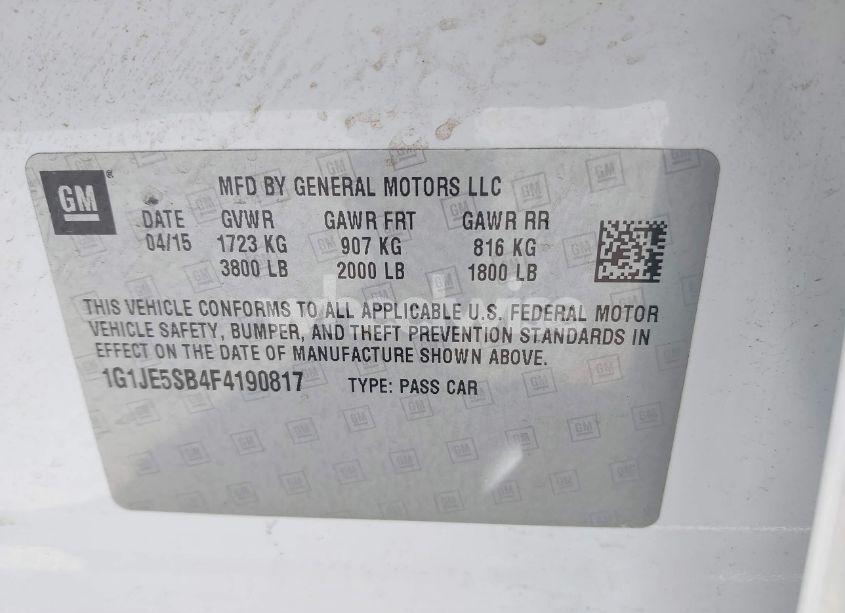 GM
MFD BY GENERAL MOTORS LLC
DATE GVWR GAWR FRT GAWR RR
04/15 1723 KG 907 KG 816 KG
3800 LB 2000 LB 1800 LB
THIS VEHICLE CONFORMS TO ALL APPLICABLE U.S. FEDERAL MOTOR
VEHICLE SAFETY, BUMPER, AND THEFT PREVENTION STANDARDS IN
EFFECT ON THE DATE OF MANUFACTURE SHOWN ABOVE.
1G1JE5SB4F4190817 TYPE: PASS CAR